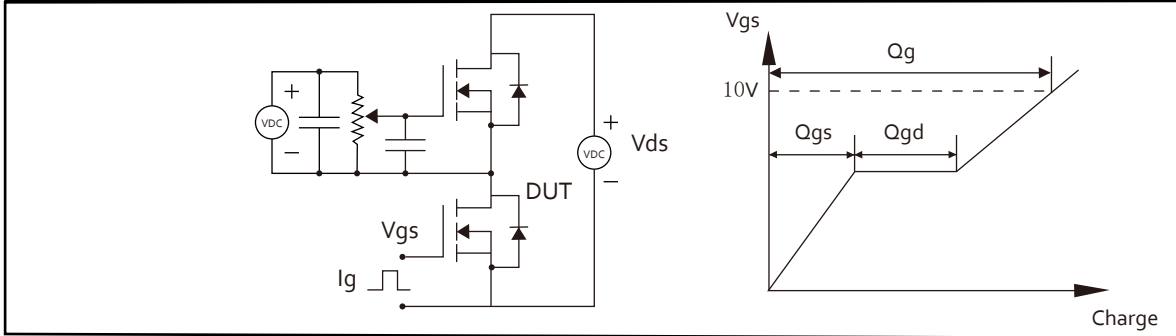 +
VDC
−
+
VDC
Vds
−
DUT
Vgs
Ig
Vgs
Qg
10V
Qgs
Qgd
Charge